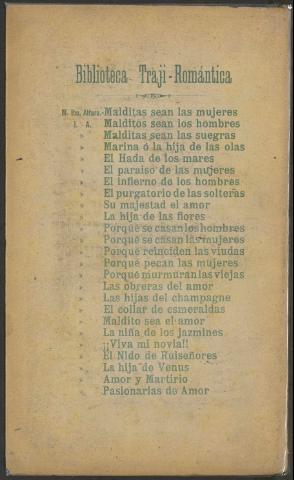 Biblioteca Traji-Romántica
M. Iбo. Alfaro.-Malditas sean las mujeres
I. - A. Malditos sean los hombres
» Malditas sean las suegras
» Marina ó la hija de las olas
» El Hada de los mares
» El paraiso de las mujeres
» El infierno de los hombres
» El purgatorio de las solteras
» Su majestad el amor
» La hija de las flores
» Porqué se casan los hombres
» Porqué se casan las mujeres
» Porqué reinciden las viudas
» Porqué pecan las mujeres
» Porqué murmuran las viejas
» Las obreras del amor
» Las hijas del champagne
» El collar de esmeraldas
» Maldito sea el amor
» La niña de los jazmines
» ¡¡Viva mi novia!!
» El Nido de Ruiseñores
» La hija de Venus
» Amor y Martirio
» Pasionarias de Amor